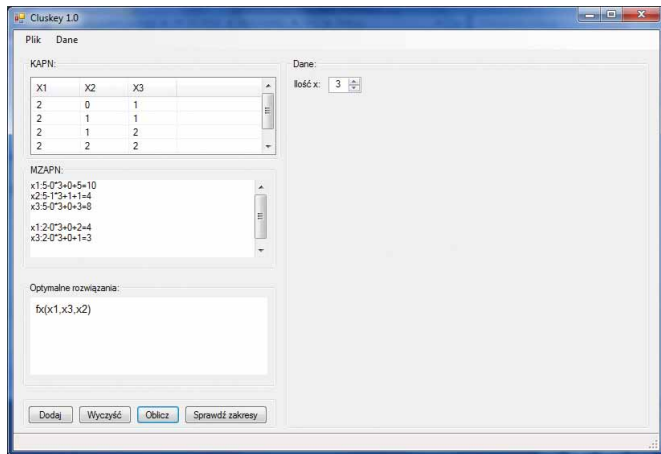 Cluskey 1.0
Plik Dane
KAPN:
X1 X2 X3
2 0 1
2 1 1
2 1 2
2 2 2
MZAPN:
x1:5-0*3+0+5=10
x2:5-1*3+1+1=4
x3:5-0*3+0+3=8
x1:2-0*3+0+2=4
x3:2-0*3+0+1=3
Optymalne rozwiązania:
fx(x1,x3,x2)
Dodaj Wyczyść Oblicz Sprawdź zakresy
Dane:
Ilość x: 3